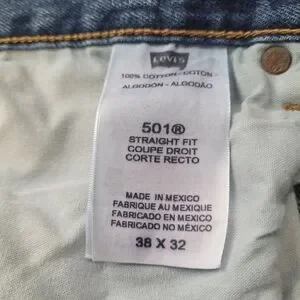 LEVI'S
100% COTTON-COTON-
ALGODÓN-ALGODÃO
501®
STRAIGHT FIT
COUPE DROIT
CORTE RECTO
MADE IN MEXICO
FABRIQUE AU MEXIQUE
FABRICADO EN MEXICO
FABRICADO NO MÉXICO
38 X 32